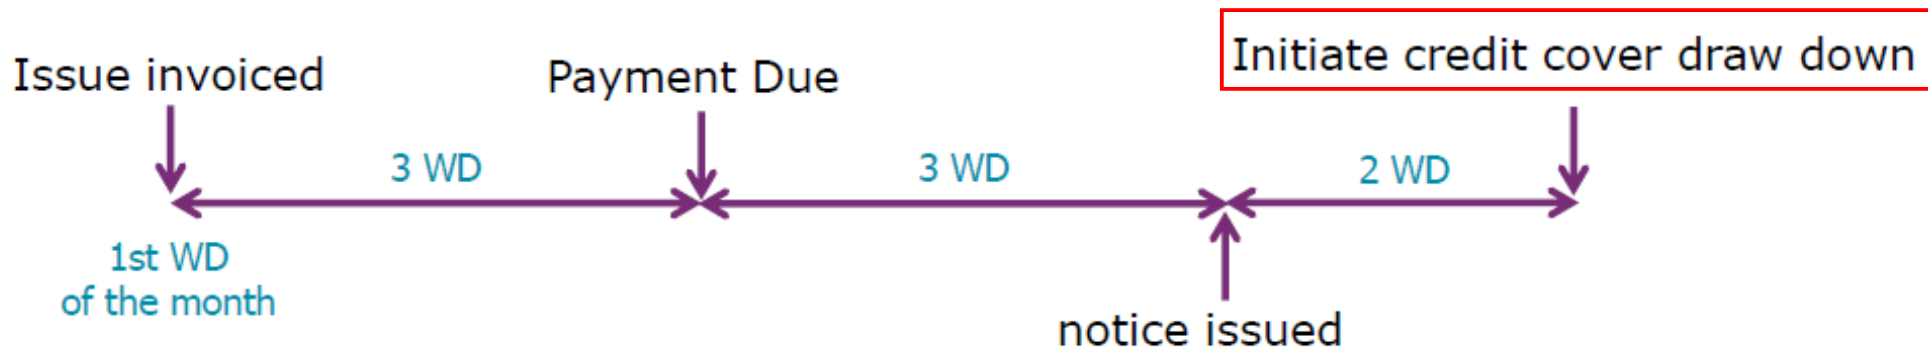 Issue invoiced
Payment Due
Initiate credit cover draw down
3 WD
3 WD
2 WD
1st WD
of the month
notice issued